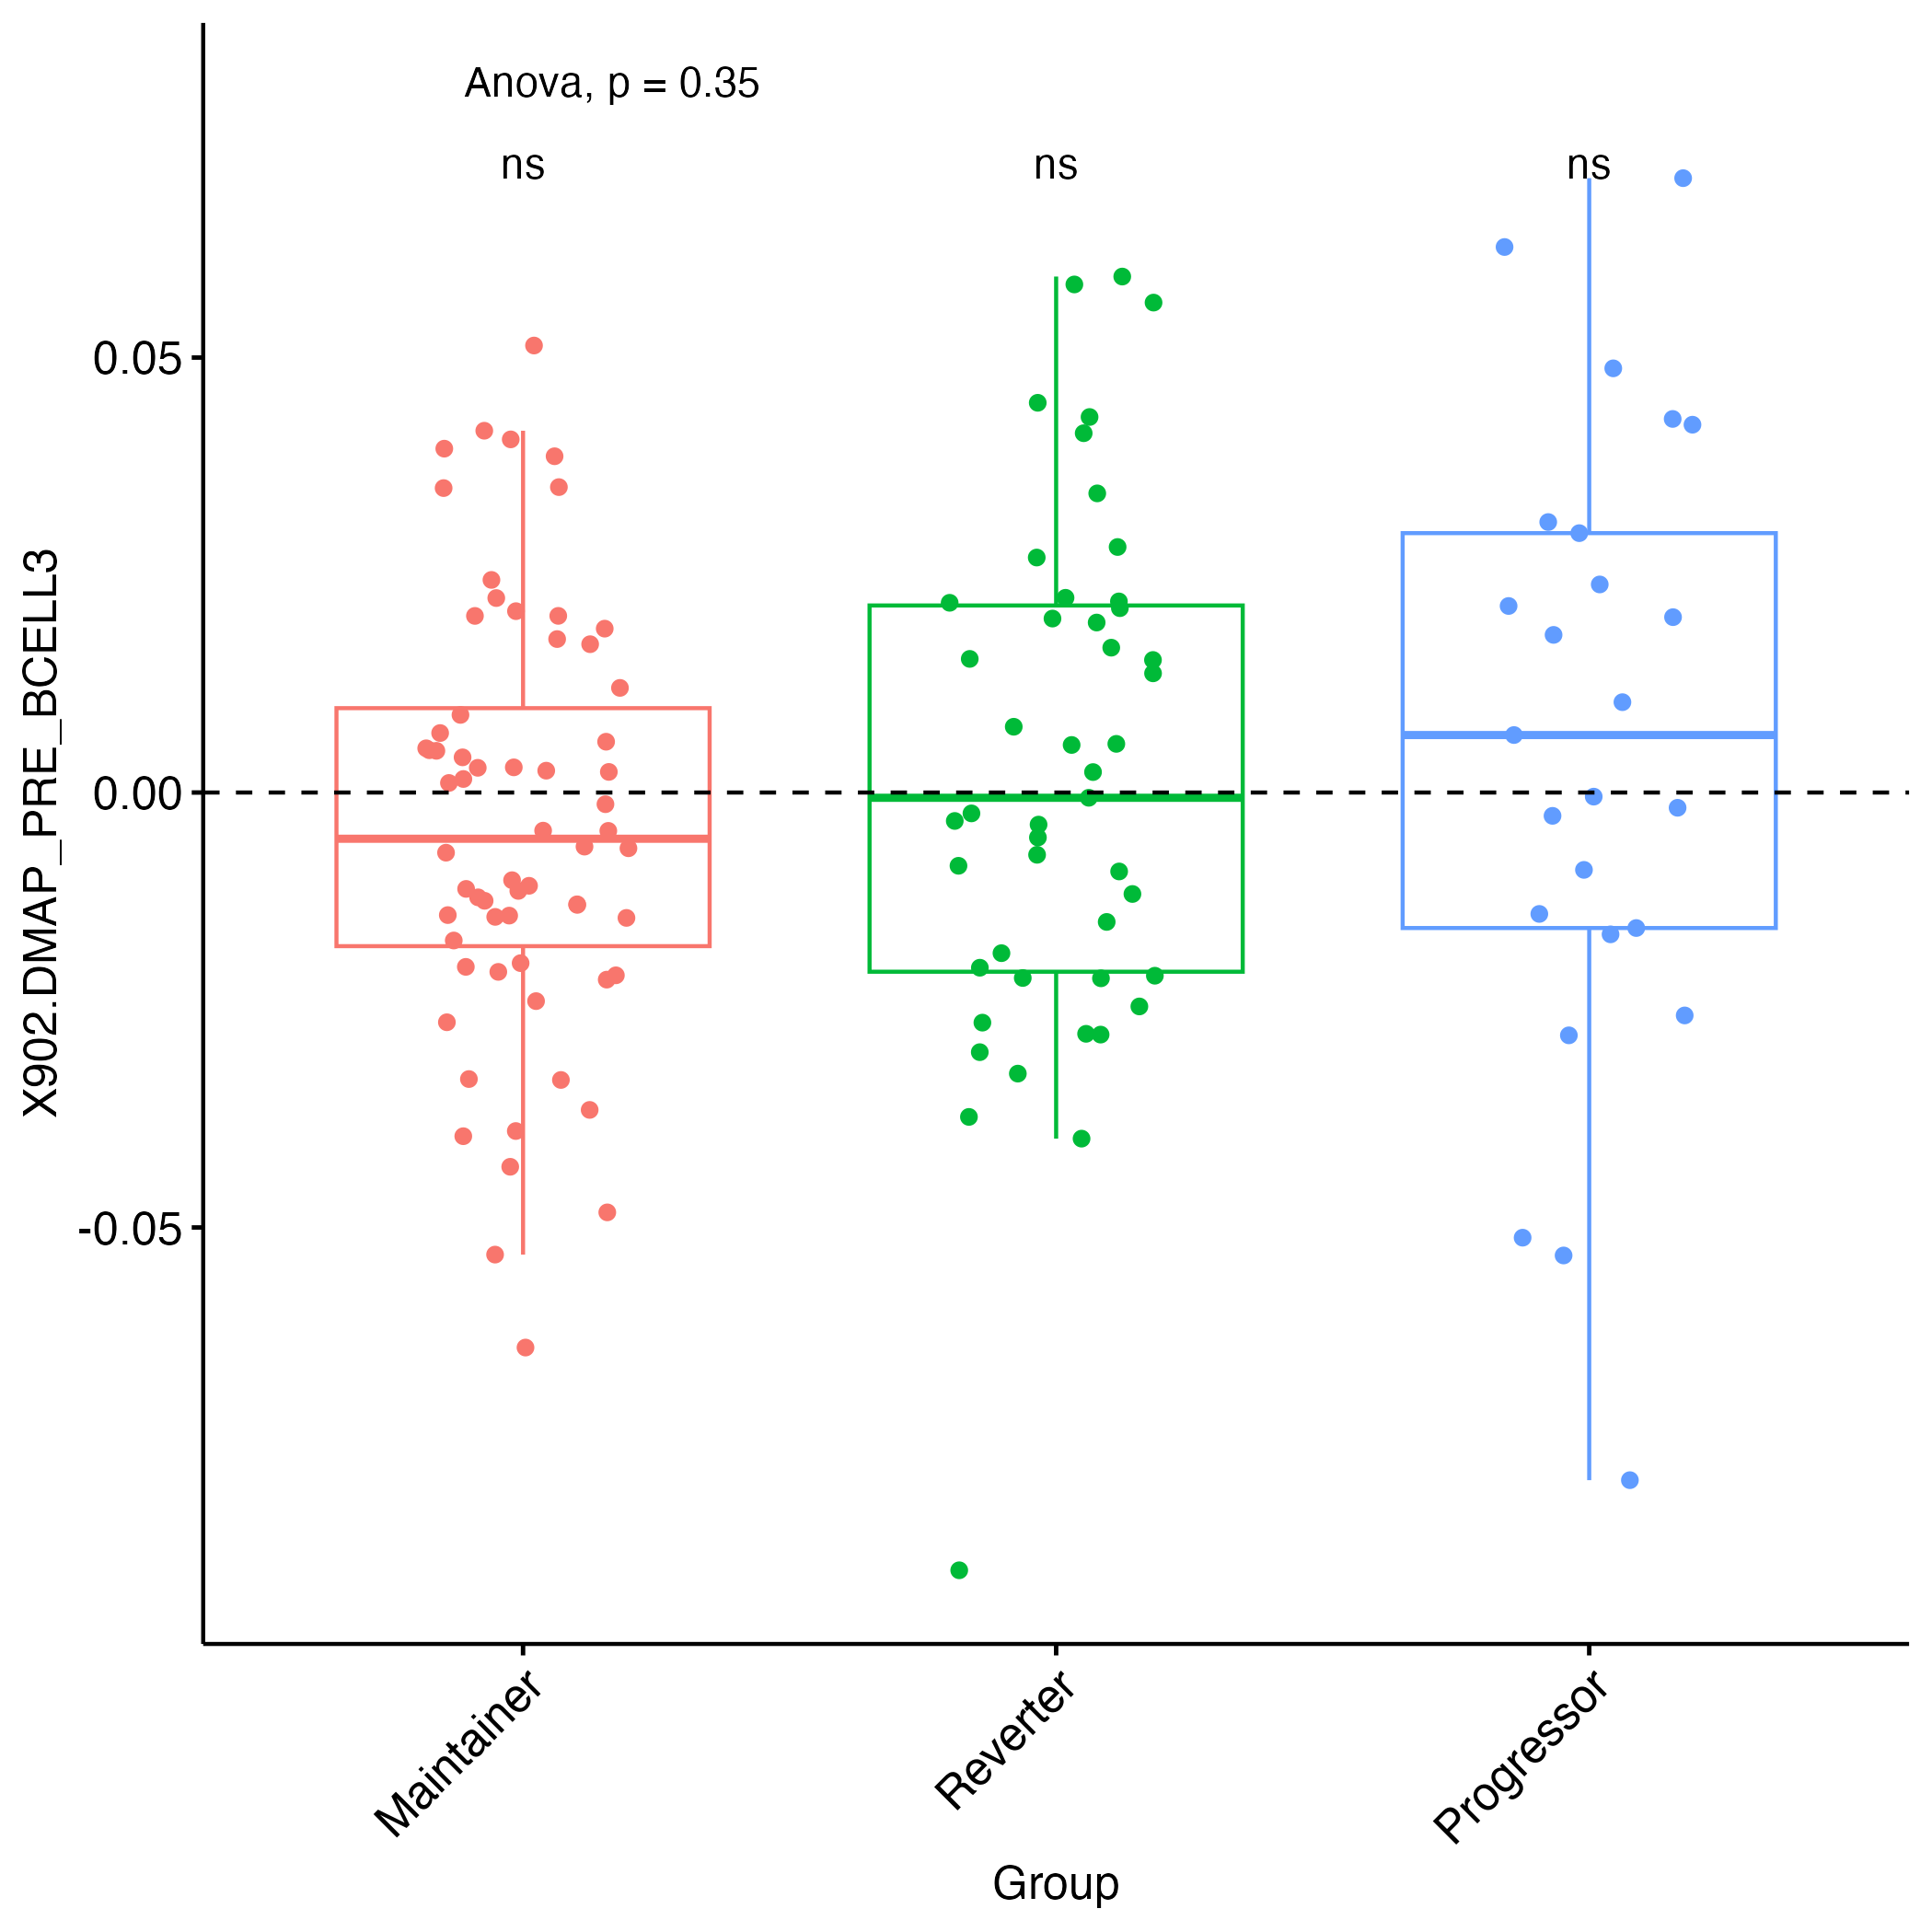 Anova, p = 0.35
ns ns ns
X902.DMAP_PRE_BCELL3
0.05
0.00
-0.05
Maintainer Reverter Progressor
Group